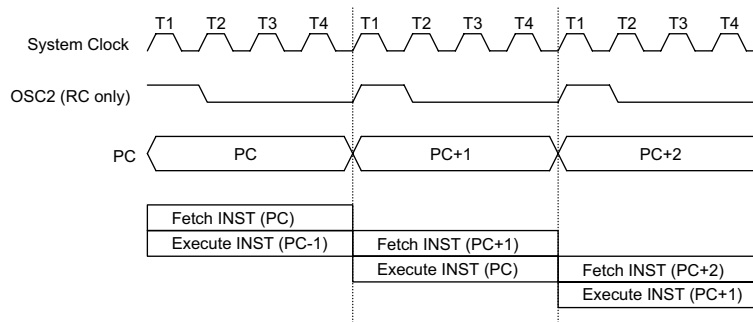 T1 T2 T3 T4 T1 T2 T3 T4 T1 T2 T3 T4
System Clock
OSC2 (RC only)
PC PC PC+1 PC+2
Fetch INST (PC)
Execute INST (PC-1) Fetch INST (PC+1)
Execute INST (PC) Fetch INST (PC+2)
Execute INST (PC+1)